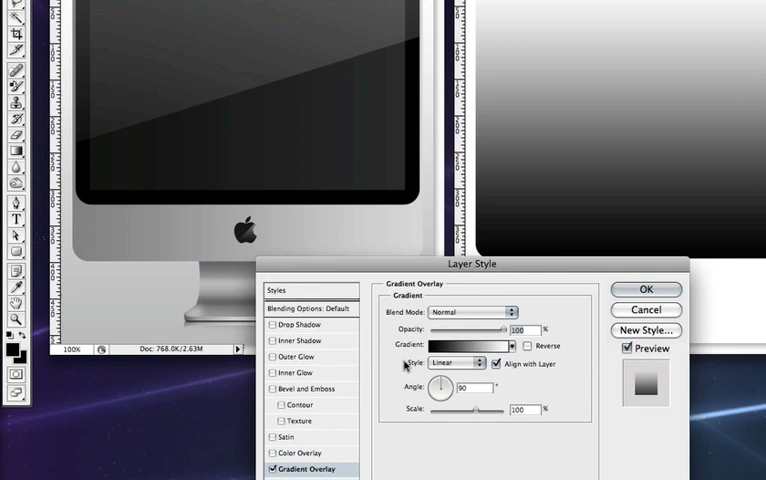 100%
Doc: 768.0K/2.63M
Layer Style
Styles
Blending Options: Default
Drop Shadow
Inner Shadow
Outer Glow
Inner Glow
Bevel and Emboss
Contour
Texture
Satin
Color Overlay
Gradient Overlay
Gradient Overlay
Gradient
Blend Mode: Normal
Opacity: 100 %
Gradient: Reverse
Style: Linear Align with Layer
Angle: 90 °
Scale: 100 %
OK
Cancel
New Style...
Preview